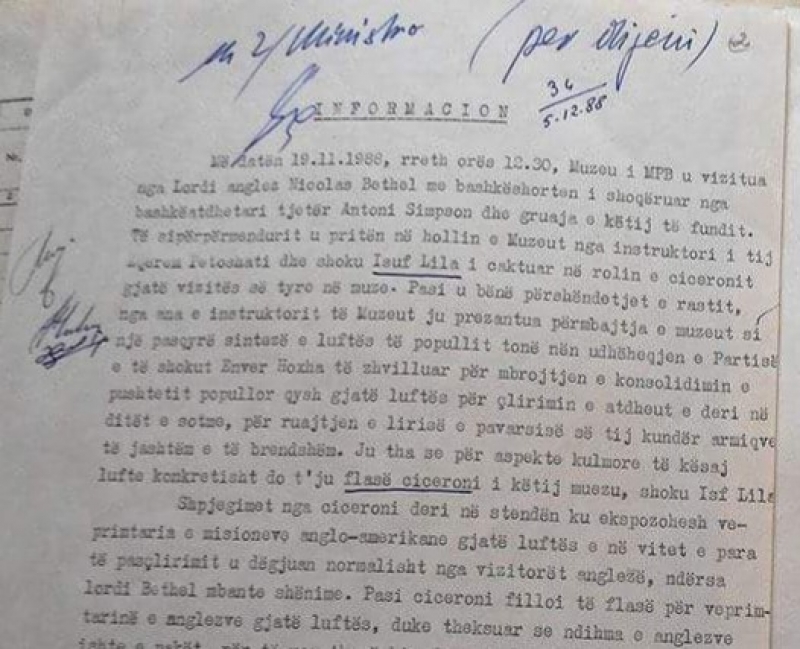 Ministro (për dijeni) 2
34
5.12.88
INFORMACION
Më datën 19.11.1988, rreth orës 12.30, Muzeu i MPB u vizitua
nga Lordi angles Nicolas Bethel me bashkëshorten i shoqëruar nga
bashkëatdhetari tjetër Antoni Simpson dhe gruaja e këtij të fundit.
Të sipërpërmendurit u pritën në hollin e Muzeut nga instruktori i tij
Petoshati dhe shoku Isuf Lila i caktuar në rolin e ciceronit
gjatë vizitës së tyre në muze. Pasi u bënë përshëndetjet e rastit,
nga ana e instruktorit të Muzeut ju prezantua përmbajtja e muzeut si
një pasqyrë sintezë e luftës të popullit tonë nën udhëheqjen e Partisë
e të shokut Enver Hoxha të zhvilluar për mbrojtjen e konsolidimin e
pushtetit popullor qysh gjatë luftës për çlirimin e atdheut e deri në
ditët e sotme, për ruajtjen e lirisë e pavarsisë së tij kundër armiqve
të jashtëm e të brendshëm. Ju tha se për aspekte kulmore të kësaj
lufte konkretisht do t'ju flasë ciceroni i këtij muezu, shoku Isf Lila
Shpjegimet nga ciceroni deri në stendën ku ekspozohesh ve-
primtaria e misioneve anglo-amerikane gjatë luftës e në vitet e para
të pasçlirimit u dëgjuan normalisht nga vizitorët anglezë, ndërsa
lordi Bethel mbante shënime. Pasi ciceroni filloi të flasë për veprim-
tarinë e anglezve gjatë luftës, duke theksuar se ndihma e anglezve